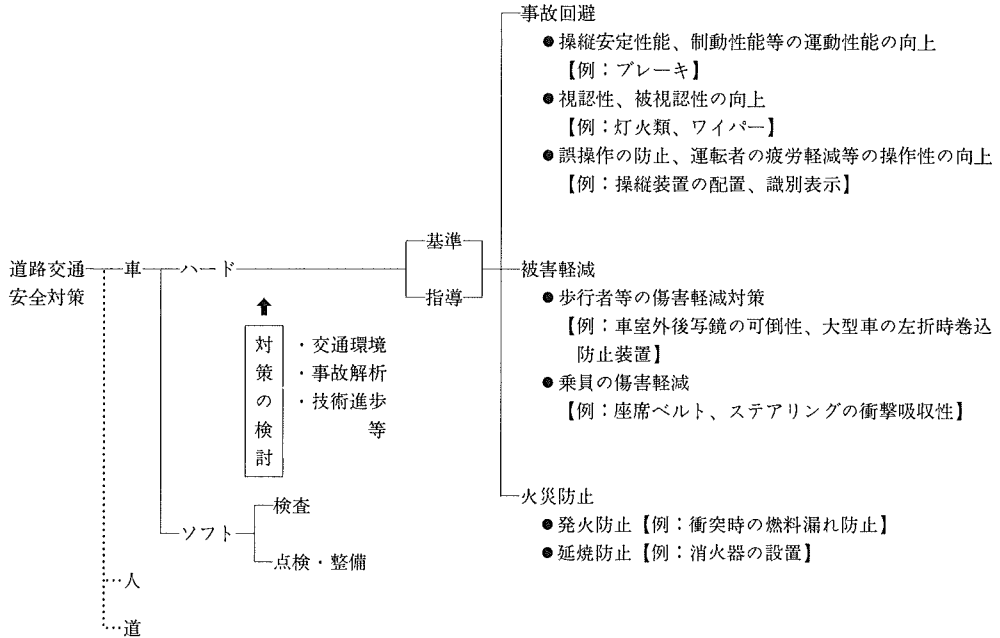 道路交通
安全対策
車
ハード
対策の検討
・交通環境
・事故解析
・技術進歩
等
基準
指導
事故回避
●操縦安定性能、制動性能等の運動性能の向上
【例：ブレーキ】
●視認性、被視認性の向上
【例：灯火類、ワイパー】
●誤操作の防止、運転者の疲労軽減等の操作性の向上
【例：操縦装置の配置、識別表示】
被害軽減
●歩行者等の傷害軽減対策
【例：車室外後写鏡の可倒性、大型車の左折時巻込
防止装置】
●乗員の傷害軽減
【例：座席ベルト、ステアリングの衝撃吸収性】
火災防止
●発火防止【例：衝突時の燃料漏れ防止】
●延焼防止【例：消火器の設置】
ソフト
検査
点検・整備
人
道